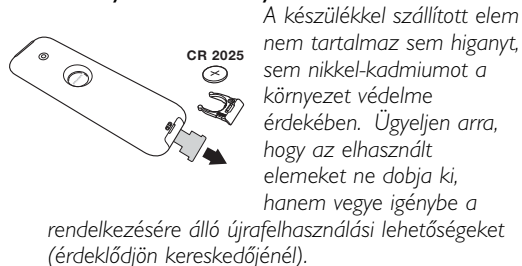 A készülékkel szállított elem
nem tartalmaz sem higanyt,
sem nikkel-kadmiumot a
környezet védelme
érdekében. Ügyeljen arra,
hogy az elhasznált
elemeket ne dobja ki,
hanem vegye igénybe a
rendelkezésére álló újrafelhasználási lehetőségeket
(érdeklődjön kereskedőjénél).
CR 2025